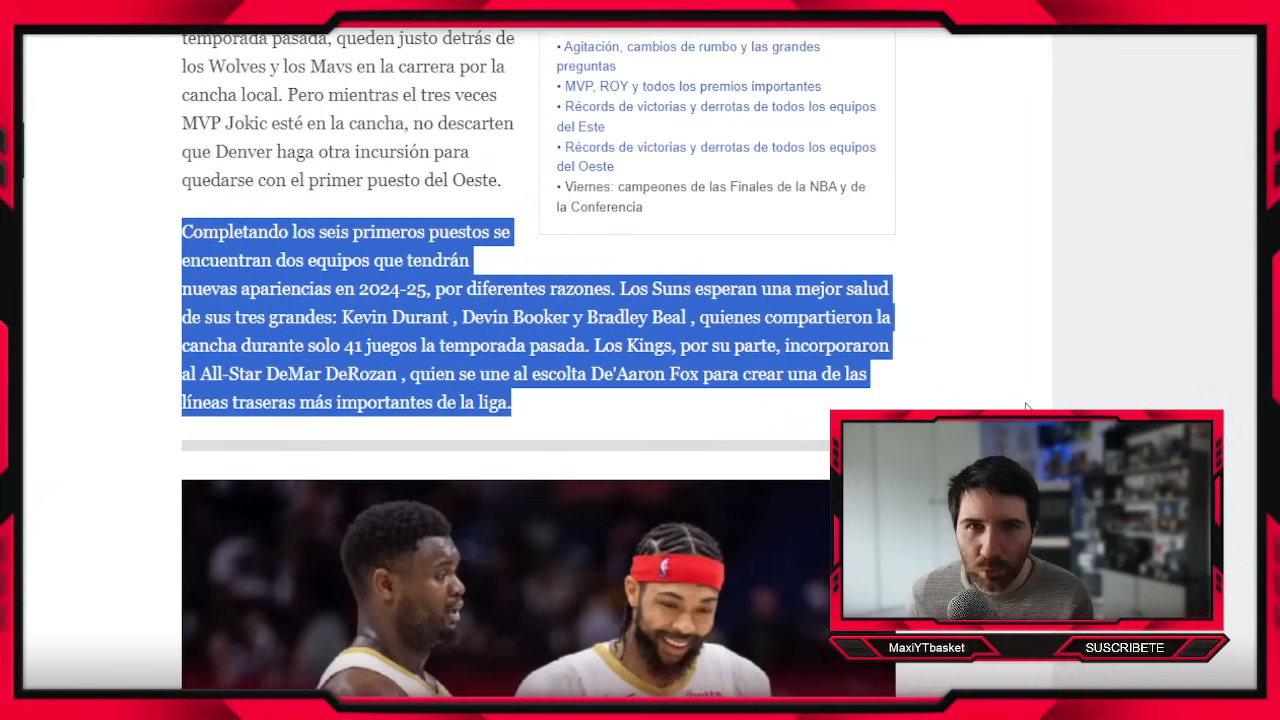 temporada pasada, queden justo detrás de
los Wolves y los Mavs en la carrera por la
cancha local. Pero mientras el tres veces
MVP Jokic esté en la cancha, no descarten
que Denver haga otra incursión para
quedarse con el primer puesto del Oeste.
• Agitación, cambios de rumbo y las grandes
preguntas
• MVP, ROY y todos los premios importantes
• Récords de victorias y derrotas de todos los equipos
del Este
• Récords de victorias y derrotas de todos los equipos
del Oeste
• Viernes: campeones de las Finales de la NBA y de
la Conferencia
Completando los seis primeros puestos se
encuentran dos equipos que tendrán
nuevas apariencias en 2024-25, por diferentes razones. Los Suns esperan una mejor salud
de sus tres grandes: Kevin Durant , Devin Booker y Bradley Beal , quienes compartieron la
cancha durante solo 41 juegos la temporada pasada. Los Kings, por su parte, incorporaron
al All-Star DeMar DeRozan , quien se une al escolta De'Aaron Fox para crear una de las
líneas traseras más importantes de la liga.
MaxiYTbasket
SUSCRIBETE